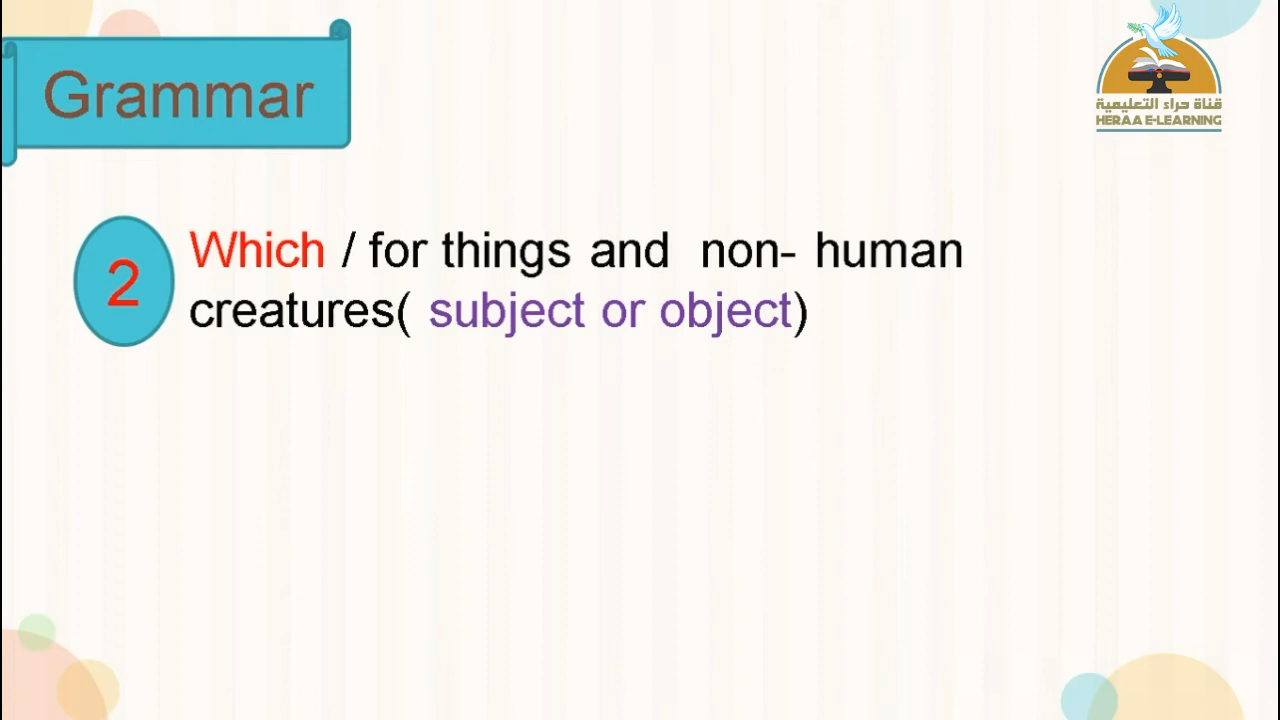 Grammar
قناة حراء التعليمية
HERAA E-LEARNING
2
Which / for things and non- human
creatures( subject or object)